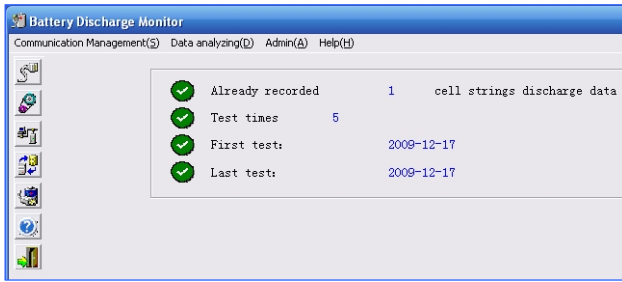 Battery Discharge Monitor
Communication Management(S) Data analyzing(D) Admin(A) Help(H)
Already recorded 1 cell strings discharge data
Test times 5
First test: 2009-12-17
Last test: 2009-12-17